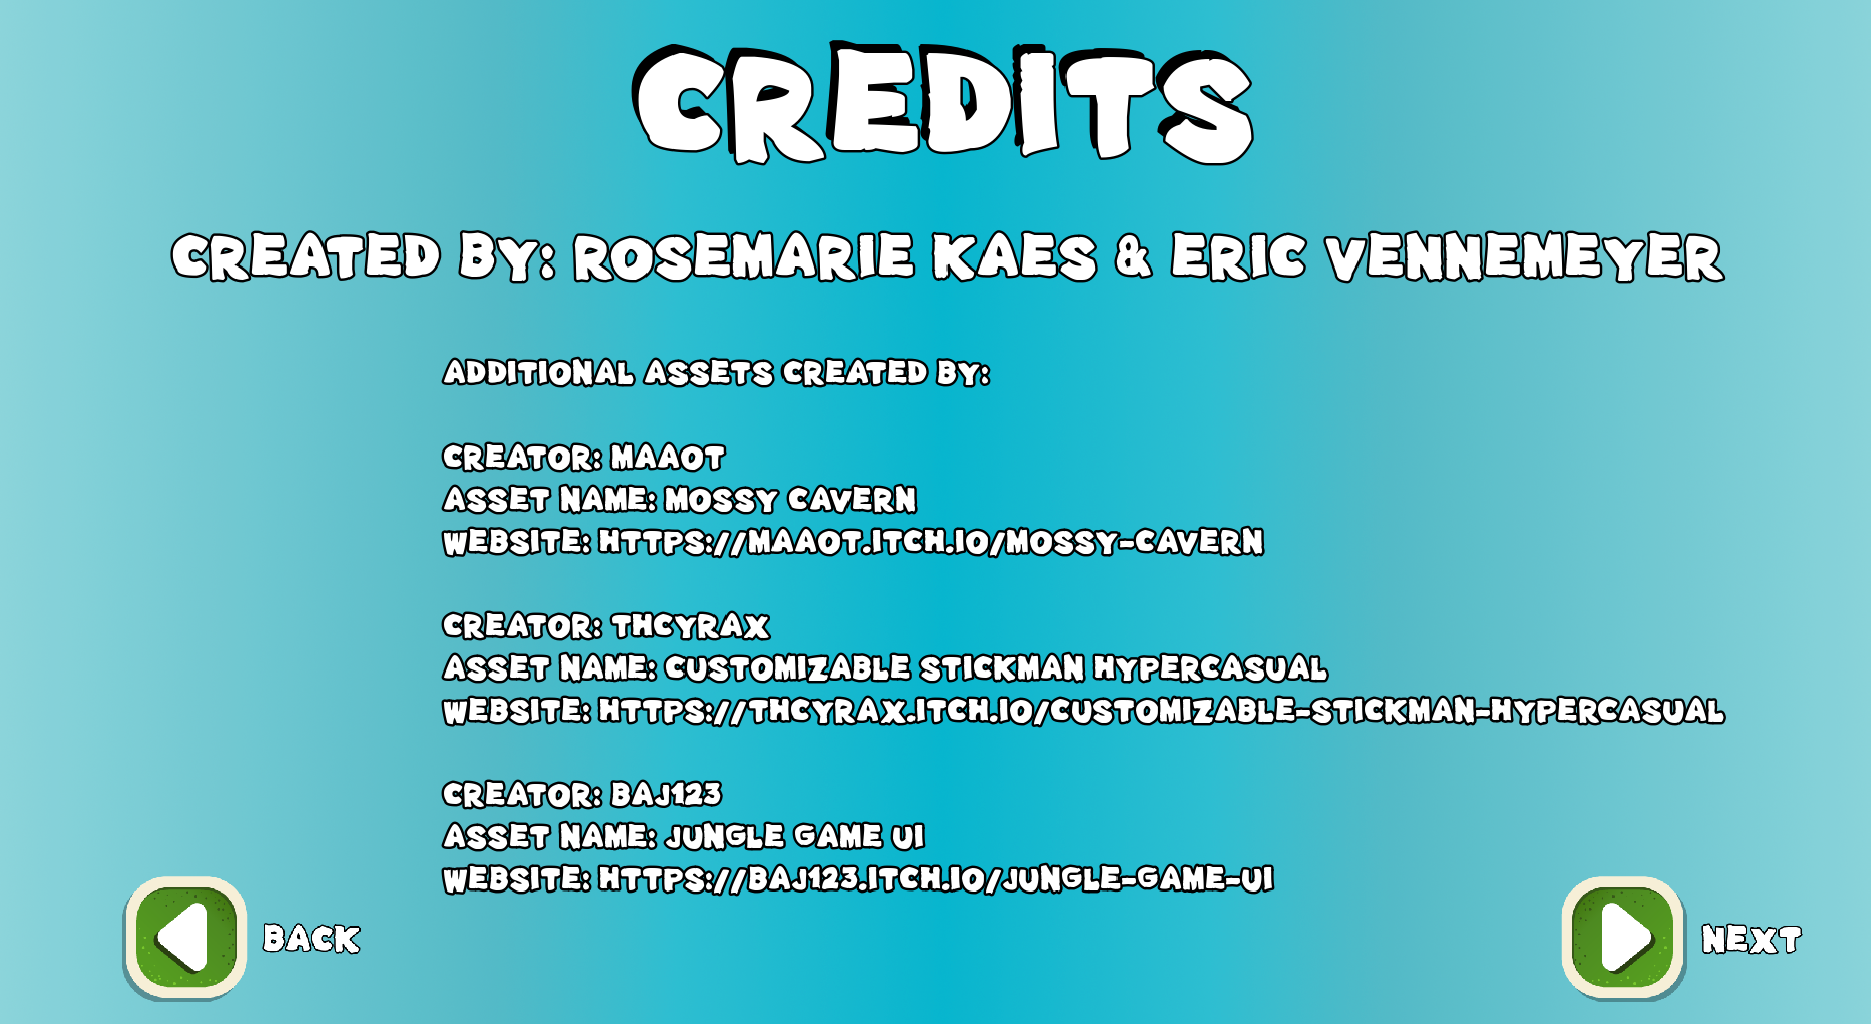 CREDITS
CREATED BY: ROSEMARIE KAES & ERIC VENNEMEYER
ADDITIONAL ASSETS CREATED BY:
CREATOR: MAAOT
ASSET NAME: MOSSY CAVERN
WEBSITE: HTTPS://MAAOT.ITCH.IO/MOSSY-CAVERN
CREATOR: THCYRAX
ASSET NAME: CUSTOMIZABLE STICKMAN HYPERCASUAL
WEBSITE: HTTPS://THCYRAX.ITCH.IO/CUSTOMIZABLE-STICKMAN-HYPERCASUAL
CREATOR: BAJ123
ASSET NAME: JUNGLE GAME UI
WEBSITE: HTTPS://BAJ123.ITCH.IO/JUNGLE-GAME-UI
BACK
NEXT